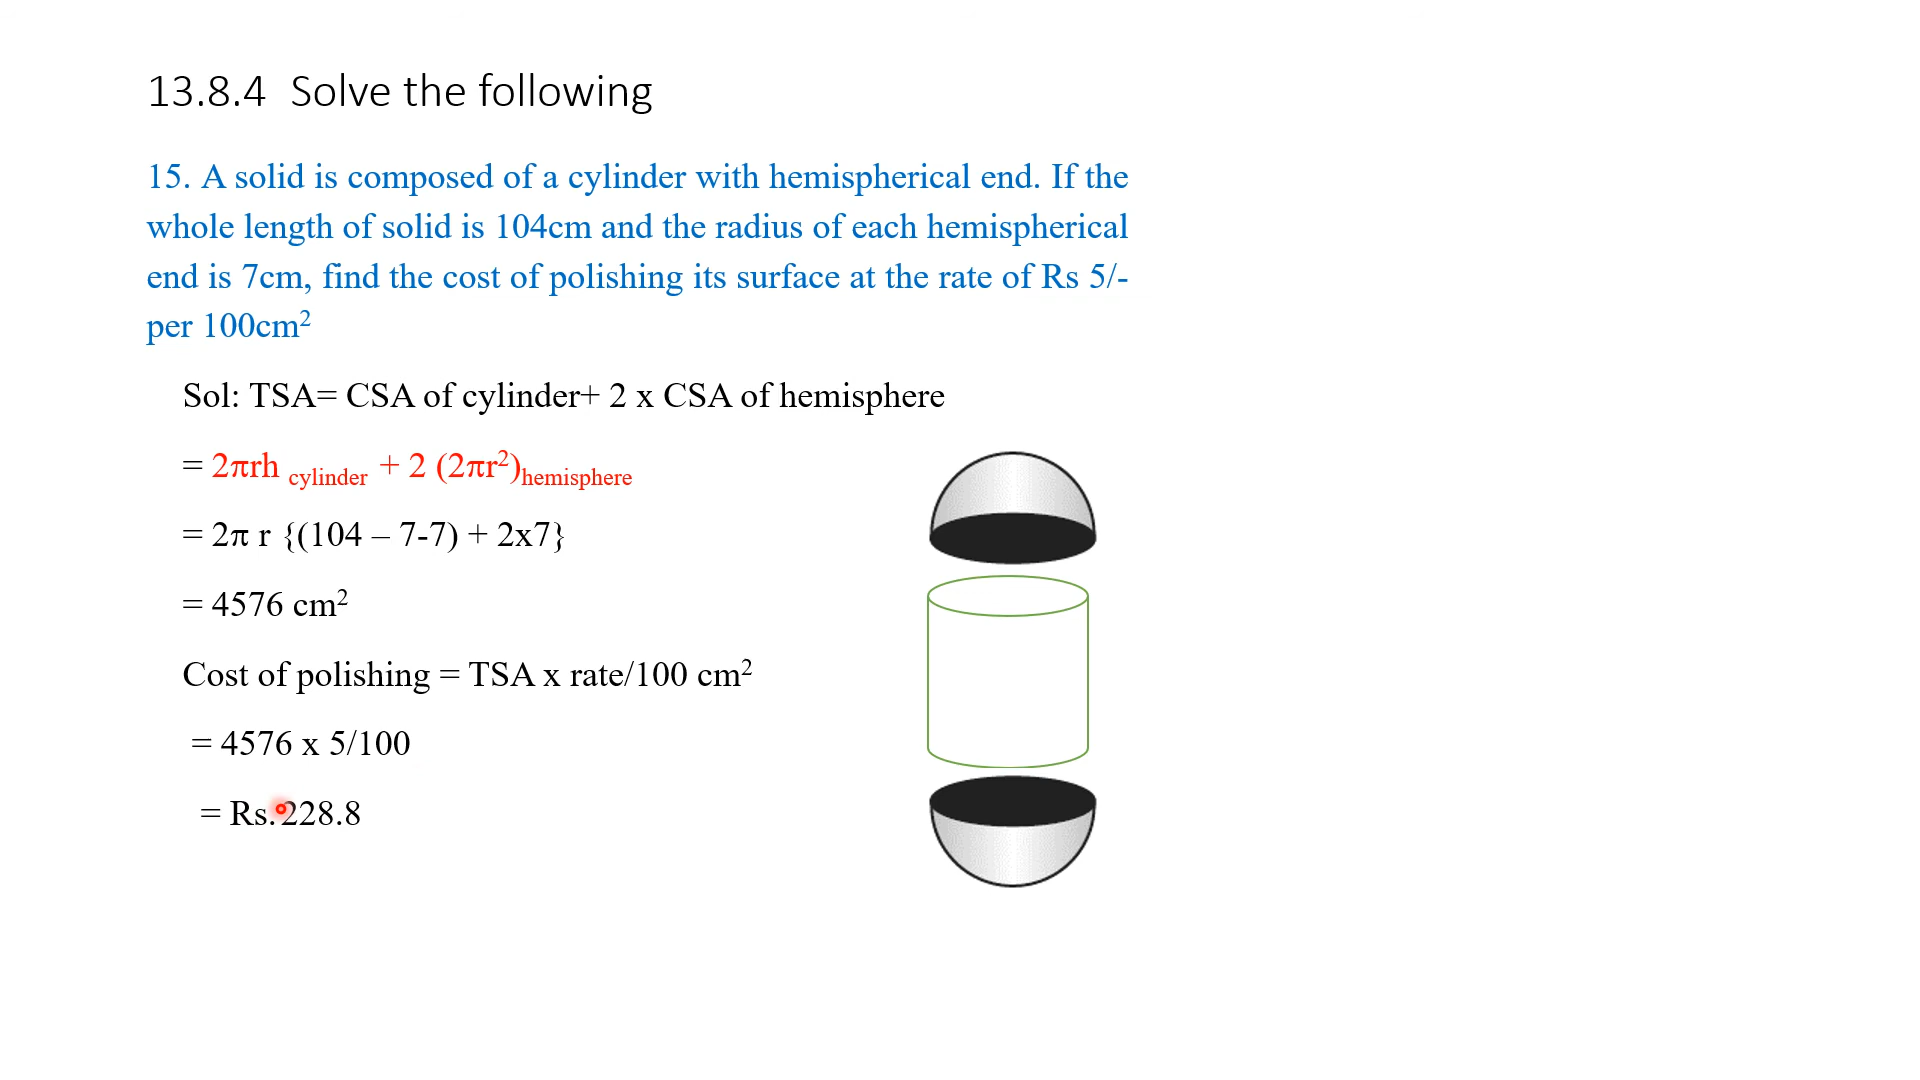 13.8.4 Solve the following
15. A solid is composed of a cylinder with hemispherical end. If the
whole length of solid is 104cm and the radius of each hemispherical
end is 7cm, find the cost of polishing its surface at the rate of Rs 5/-
per 100cm²
Sol: TSA= CSA of cylinder+ 2 x CSA of hemisphere
= 2πrh cylinder + 2 (2πr²)hemisphere
= 2π r {(104 – 7-7) + 2x7}
= 4576 cm²
Cost of polishing = TSA x rate/100 cm²
= 4576 x 5/100
= Rs.228.8